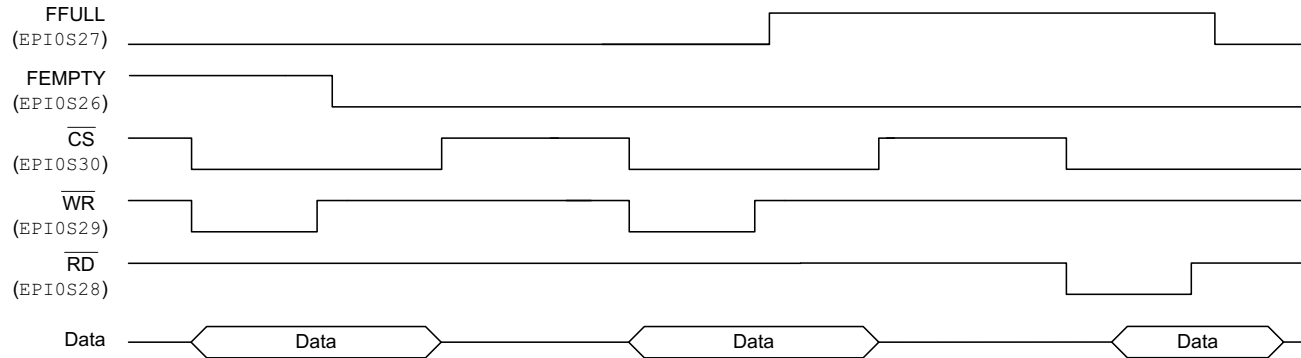 FFULL
(EPI0S27)
FEMPTY
(EPI0S26)
CS
(EPI0S30)
WR
(EPI0S29)
RD
(EPI0S28)
Data Data Data Data